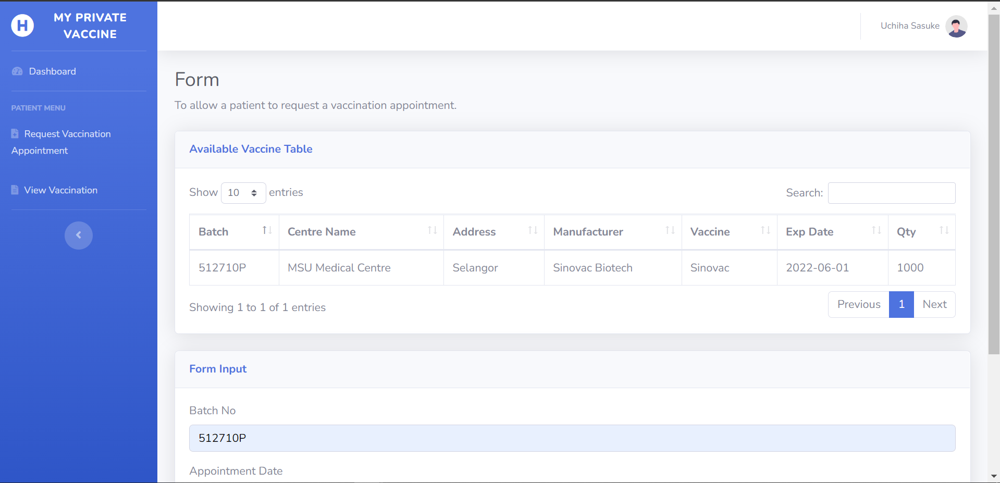 H
MY PRIVATE
VACCINE
Uchiha Sasuke
Dashboard
PATIENT MENU
Request Vaccination
Appointment
View Vaccination
Form
To allow a patient to request a vaccination appointment.
Available Vaccine Table
Show 10 entries
Search:
Batch Centre Name Address Manufacturer Vaccine Exp Date Qty
512710P MSU Medical Centre Selangor Sinovac Biotech Sinovac 2022-06-01 1000
Showing 1 to 1 of 1 entries
Previous 1 Next
Form Input
Batch No
512710P
Appointment Date